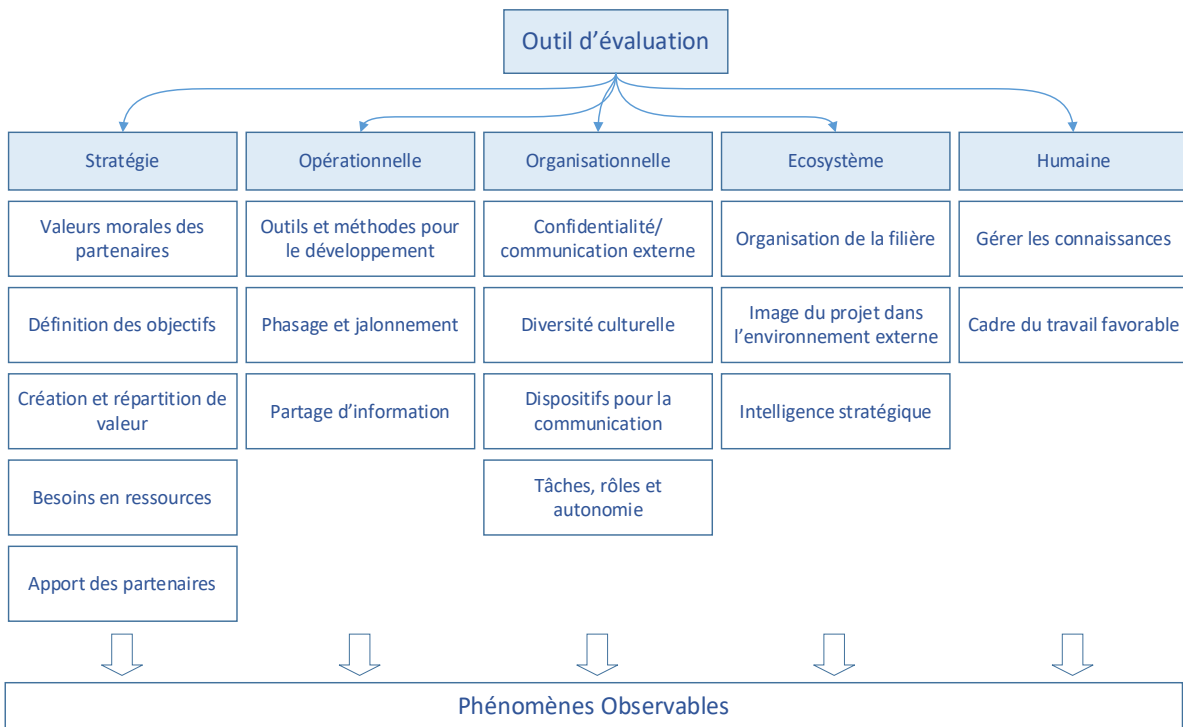 Outil d'évaluation
Stratégie
Opérationnelle
Organisationnelle
Ecosystème
Humaine
Valeurs morales des
partenaires
Outils et méthodes pour
le développement
Confidentialité/
communication externe
Organisation de la filière
Gérer les connaissances
Définition des objectifs
Phasage et jalonnement
Diversité culturelle
Image du projet dans
l'environnement externe
Cadre du travail favorable
Création et répartition de
valeur
Partage d'information
Dispositifs pour la
communication
Intelligence stratégique
Besoins en ressources
Tâches, rôles et
autonomie
Apport des partenaires
Phénomènes Observables